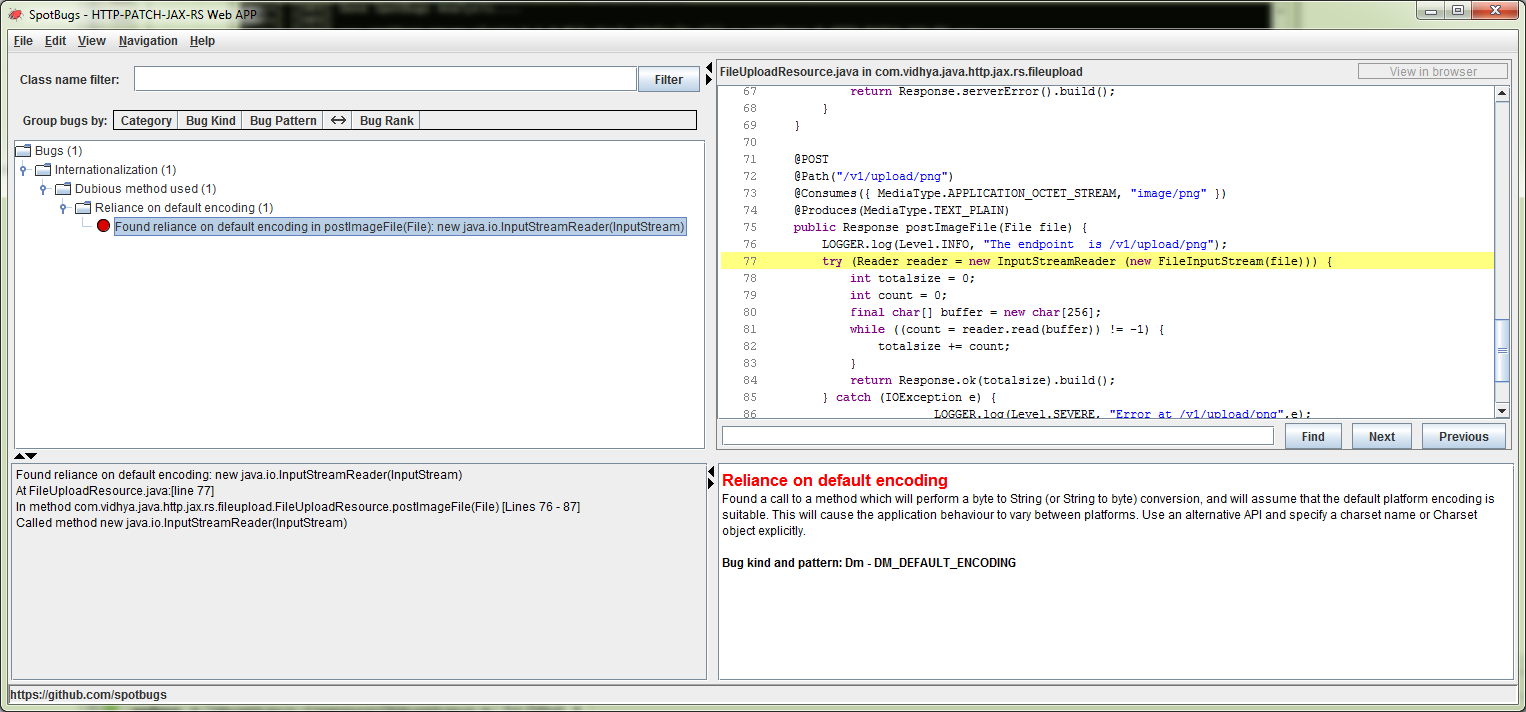 SpotBugs - HTTP-PATCH-JAX-RS Web APP
File Edit View Navigation Help
Class name filter: Filter
Group bugs by: Category Bug Kind Bug Pattern ↔ Bug Rank
Bugs (1)
Internationalization (1)
Dubious method used (1)
Reliance on default encoding (1)
Found reliance on default encoding in postImageFile(File): new java.io.InputStreamReader(InputStream)
FileUploadResource.java in com.vidhya.java.http.jax.rs.fileupload View in browser
67 return Response.serverError().build();
68 }
69 }
70
71 @POST
72 @Path("/v1/upload/png")
73 @Consumes({ MediaType.APPLICATION_OCTET_STREAM, "image/png" })
74 @Produces(MediaType.TEXT_PLAIN)
75 public Response postImageFile(File file) {
76 LOGGER.log(Level.INFO, "The endpoint  is /v1/upload/png");
77 try (Reader reader = new InputStreamReader (new FileInputStream(file))) {
78 int totalsize = 0;
79 int count = 0;
80 final char[] buffer = new char[256];
81 while ((count = reader.read(buffer)) != -1) {
82 totalsize += count;
83 }
84 return Response.ok(totalsize).build();
85 } catch (IOException e) {
86 LOGGER.log(Level.SEVERE, "Error at /v1/upload/png",e);
Find Next Previous
Found reliance on default encoding: new java.io.InputStreamReader(InputStream)
At FileUploadResource.java:[line 77]
In method com.vidhya.java.http.jax.rs.fileupload.FileUploadResource.postImageFile(File) [Lines 76 - 87]
Called method new java.io.InputStreamReader(InputStream)
Reliance on default encoding
Found a call to a method which will perform a byte to String (or String to byte) conversion, and will assume that the default platform encoding is
suitable. This will cause the application behaviour to vary between platforms. Use an alternative API and specify a charset name or Charset
object explicitly.
Bug kind and pattern: Dm - DM_DEFAULT_ENCODING
https://github.com/spotbugs